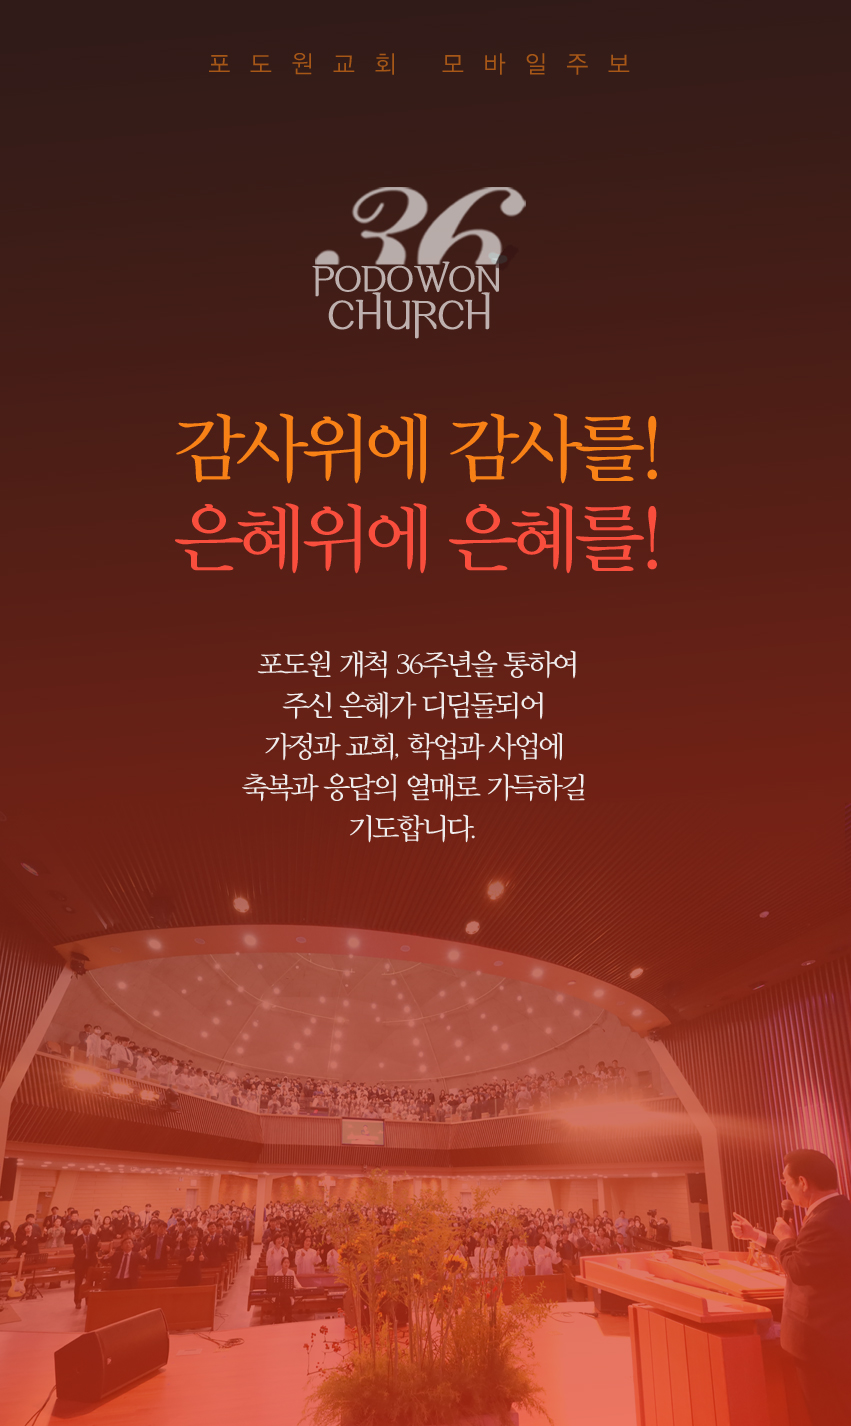 포도원교회 모바일주보
36
PODOWON
CHURCH
감사위에 감사를!
은혜위에 은혜를!
포도원 개척 36주년을 통하여
주신 은혜가 디딤돌되어
가정과 교회, 학업과 사업에
축복과 응답의 열매로 가득하길
기도합니다.